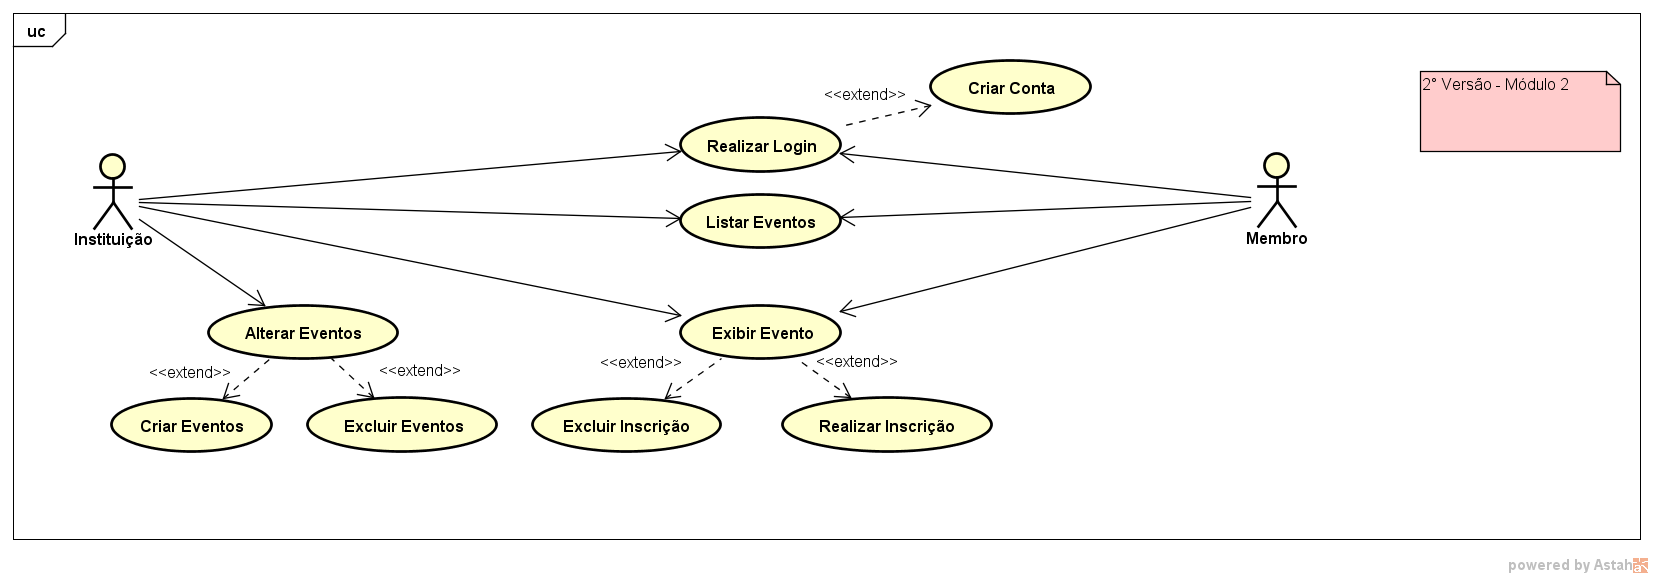 uc
Criar Conta
2° Versão - Módulo 2
<<extend>>
Realizar Login
Listar Eventos
Instituição
Membro
Alterar Eventos
Exibir Evento
<<extend>>
<<extend>>
<<extend>>
<<extend>>
Criar Eventos
Excluir Eventos
Excluir Inscrição
Realizar Inscrição
powered by Astah